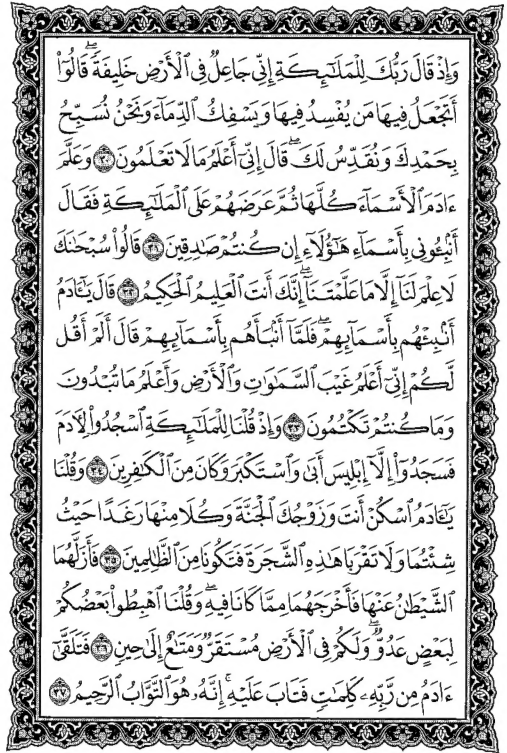 وَإِذْ قَالَ رَبُّكَ لِلْمَلَـٰٓئِكَةِ إِنِّى جَاعِلٌ فِى ٱلْأَرْضِ خَلِيفَةً ۖ قَالُوٓا۟
أَتَجْعَلُ فِيهَا مَن يُفْسِدُ فِيهَا وَيَسْفِكُ ٱلدِّمَآءَ وَنَحْنُ نُسَبِّحُ
بِحَمْدِكَ وَنُقَدِّسُ لَكَ ۖ قَالَ إِنِّىٓ أَعْلَمُ مَا لَا تَعْلَمُونَ ٣٠ وَعَلَّمَ
ءَادَمَ ٱلْأَسْمَآءَ كُلَّهَا ثُمَّ عَرَضَهُمْ عَلَى ٱلْمَلَـٰٓئِكَةِ فَقَالَ
أَنۢبِـُٔونِى بِأَسْمَآءِ هَـٰٓؤُلَآءِ إِن كُنتُمْ صَـٰدِقِينَ ٣١ قَالُوا۟ سُبْحَـٰنَكَ
لَا عِلْمَ لَنَآ إِلَّا مَا عَلَّمْتَنَآ ۖ إِنَّكَ أَنتَ ٱلْعَلِيمُ ٱلْحَكِيمُ ٣٢ قَالَ يَـٰٓـَٔادَمُ
أَنۢبِئْهُم بِأَسْمَآئِهِمْ ۖ فَلَمَّآ أَنۢبَأَهُم بِأَسْمَآئِهِمْ قَالَ أَلَمْ أَقُل
لَّكُمْ إِنِّىٓ أَعْلَمُ غَيْبَ ٱلسَّمَـٰوَٰتِ وَٱلْأَرْضِ وَأَعْلَمُ مَا تُبْدُونَ
وَمَا كُنتُمْ تَكْتُمُونَ ٣٣ وَإِذْ قُلْنَا لِلْمَلَـٰٓئِكَةِ ٱسْجُدُوا۟ لِـَٔادَمَ
فَسَجَدُوٓا۟ إِلَّآ إِبْلِيسَ أَبَىٰ وَٱسْتَكْبَرَ وَكَانَ مِنَ ٱلْكَـٰفِرِينَ ٣٤ وَقُلْنَا
يَـٰٓـَٔادَمُ ٱسْكُنْ أَنتَ وَزَوْجُكَ ٱلْجَنَّةَ وَكُلَا مِنْهَا رَغَدًا حَيْثُ
شِئْتُمَا وَلَا تَقْرَبَا هَـٰذِهِ ٱلشَّجَرَةَ فَتَكُونَا مِنَ ٱلظَّـٰلِمِينَ ٣٥ فَأَزَلَّهُمَا
ٱلشَّيْطَـٰنُ عَنْهَا فَأَخْرَجَهُمَا مِمَّا كَانَا فِيهِ ۖ وَقُلْنَا ٱهْبِطُوا۟ بَعْضُكُمْ
لِبَعْضٍ عَدُوٌّ ۖ وَلَكُمْ فِى ٱلْأَرْضِ مُسْتَقَرٌّ وَمَتَـٰعٌ إِلَىٰ حِينٍ ٣٦ فَتَلَقَّىٰٓ
ءَادَمُ مِن رَّبِّهِۦ كَلِمَـٰتٍ فَتَابَ عَلَيْهِ ۚ إِنَّهُۥ هُوَ ٱلتَّوَّابُ ٱلرَّحِيمُ ٣٧